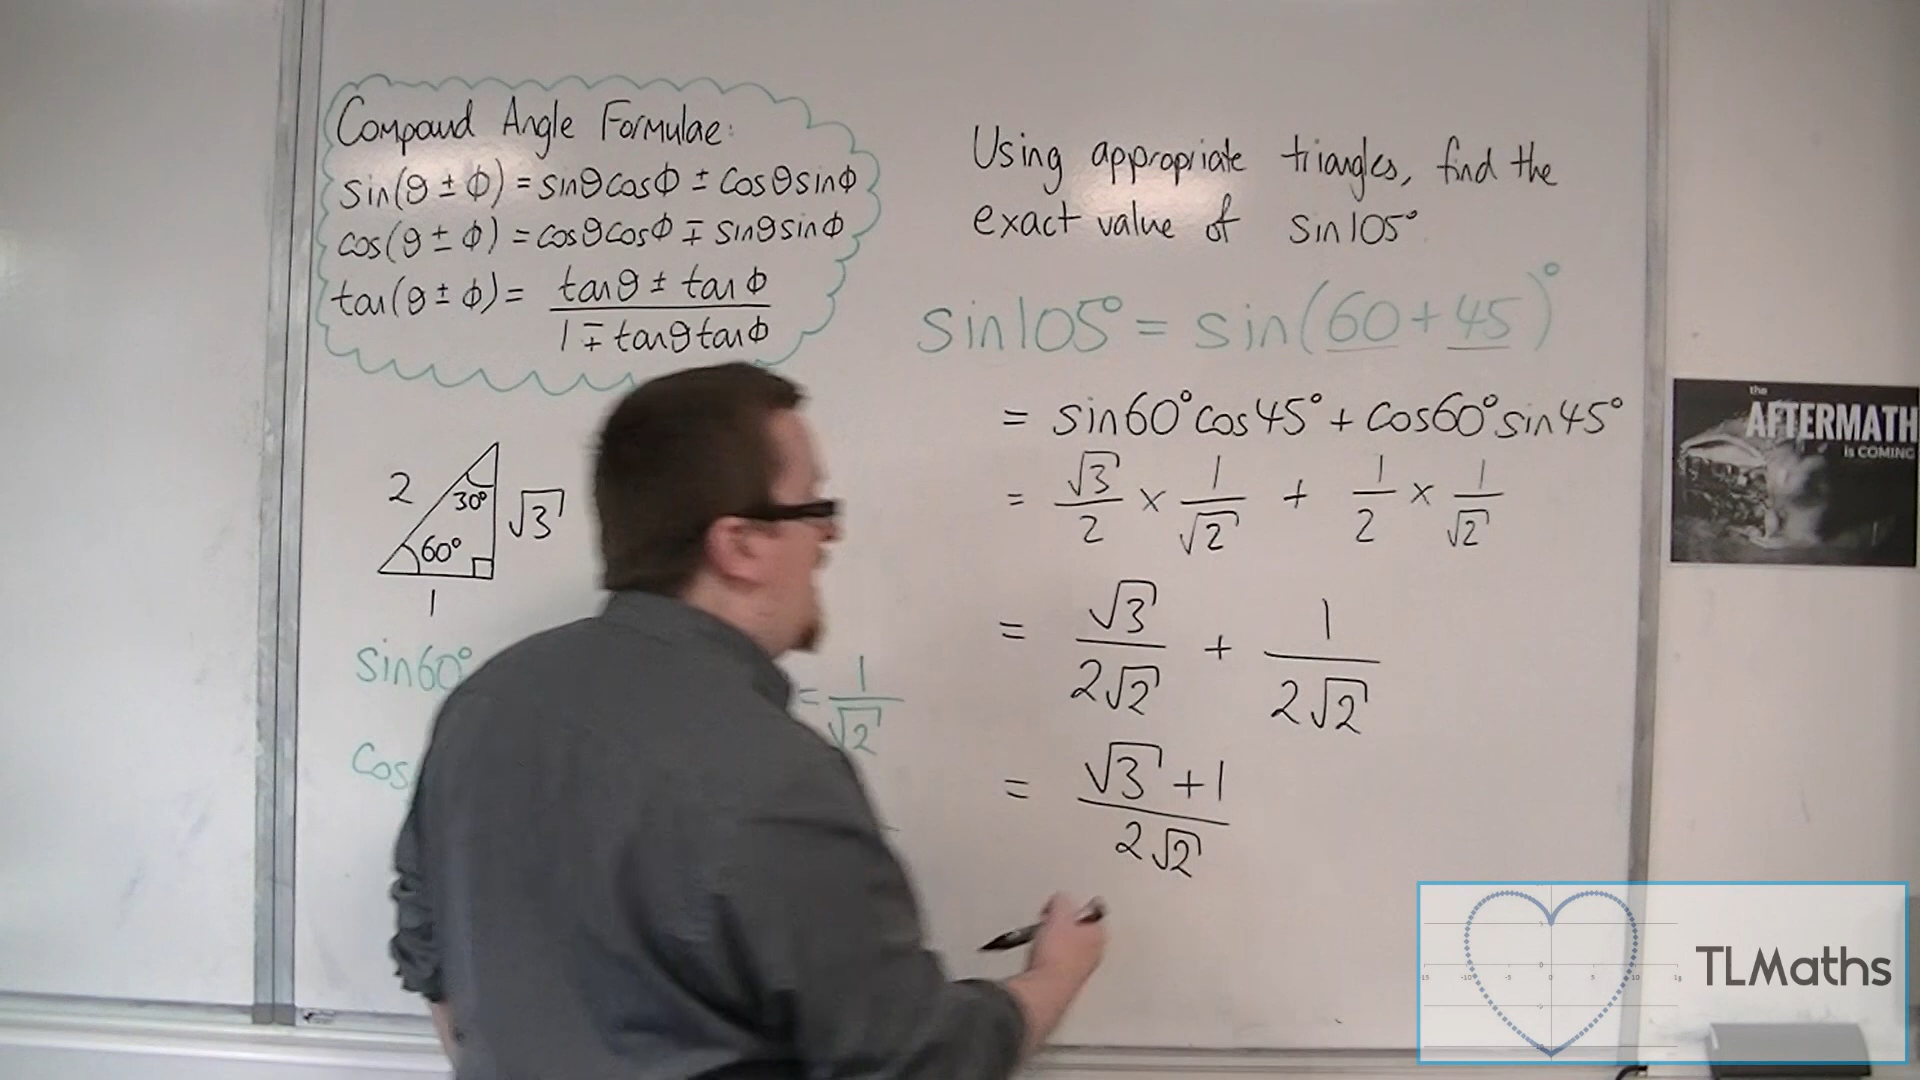 Compound Angle Formulae:
sin(θ ± Φ) = sinθcosΦ ± cosθsinΦ
cos(θ ± Φ) = cosθcosΦ ∓ sinθsinΦ
tan(θ ± Φ) = tanθ ± tanΦ
1 ∓ tanθtanΦ
2
30°
√3
60°
1
sin60°
= 1
√2
cos
Using appropriate triangles, find the
exact value of sin105°
sin105° = sin(60 + 45)°
= sin60°cos45° + cos60°sin45°
= √3/2 × 1/√2 + 1/2 × 1/√2
= √3/2√2 + 1/2√2
= √3 + 1
2√2
the
AFTERMATH
is COMING
TLMaths